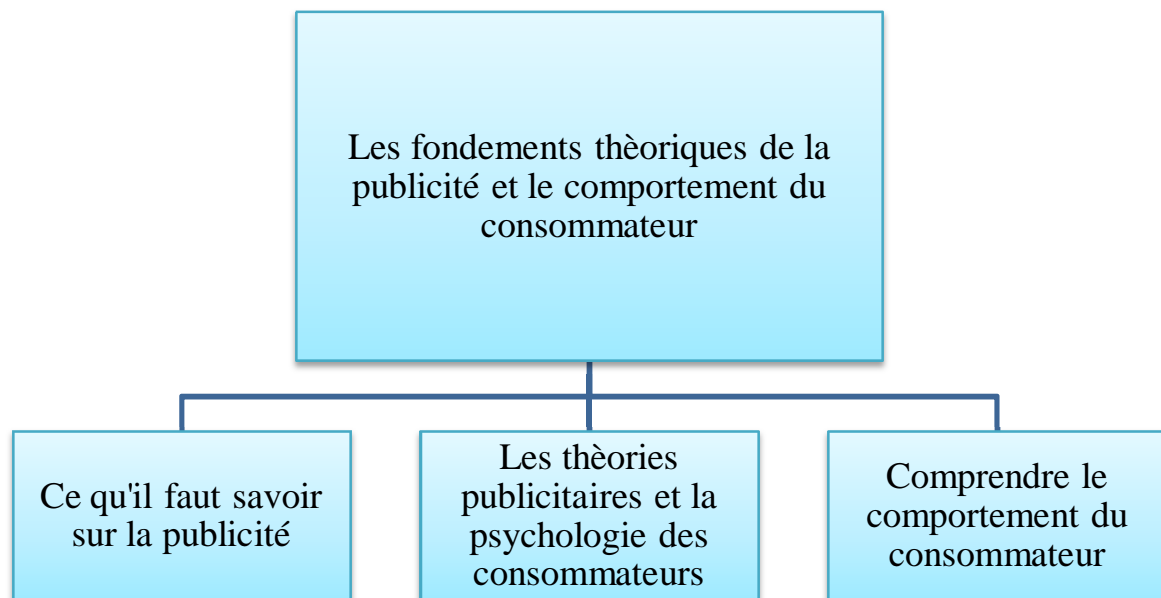 Les fondements thèoriques de la
publicité et le comportement du
consommateur
Ce qu'il faut savoir
sur la publicité
Les thèories
publicitaires et la
psychologie des
consommateurs
Comprendre le
comportement du
consommateur